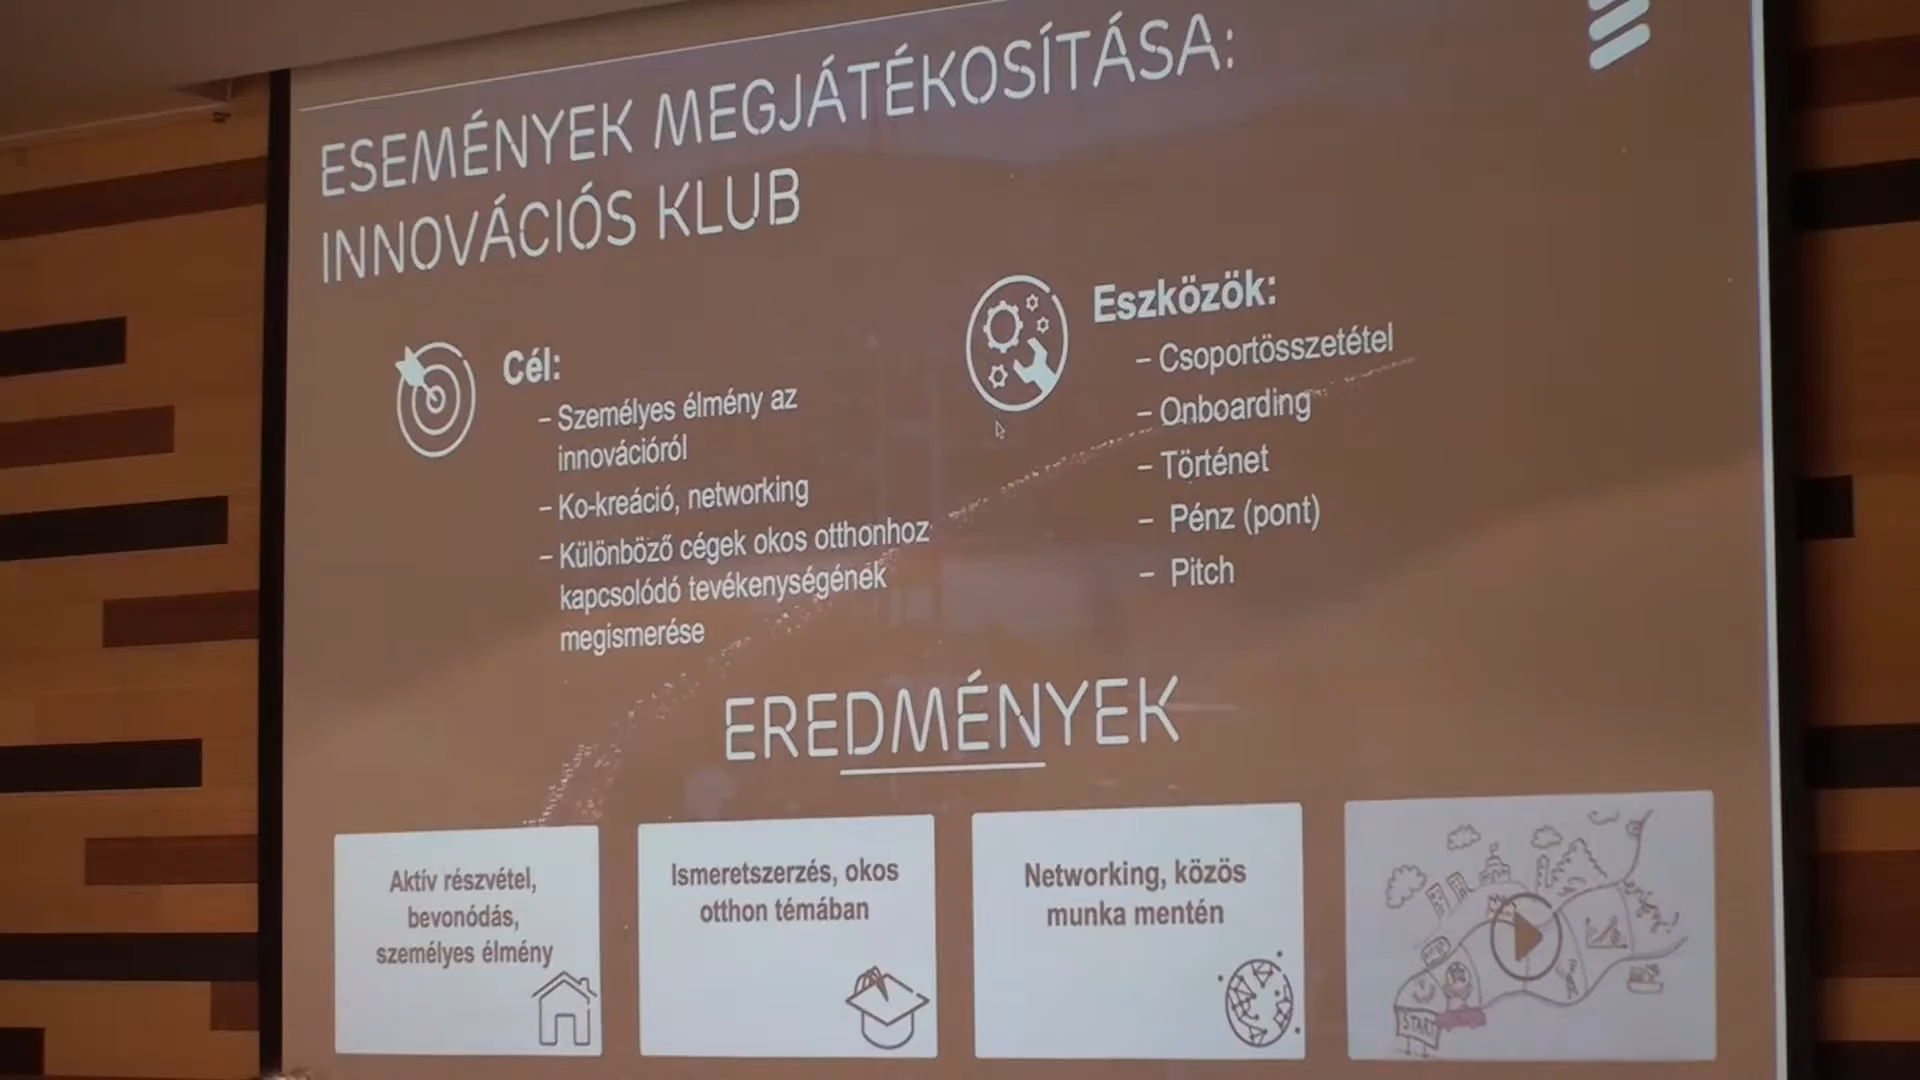 ESEMÉNYEK MEGJÁTÉKOSÍTÁSA:
INNOVÁCIÓS KLUB
Cél:
– Személyes élmény az
innovációról
– Ko-kreáció, networking
– Különböző cégek okos otthonhoz
kapcsolódó tevékenységének
megismerése
Eszközök:
– Csoportösszetétel
– Onboarding
– Történet
– Pénz (pont)
– Pitch
EREDMÉNYEK
Aktív részvétel,
bevonódás,
személyes élmény
Ismeretszerzés, okos
otthon témában
Networking, közös
munka mentén
START